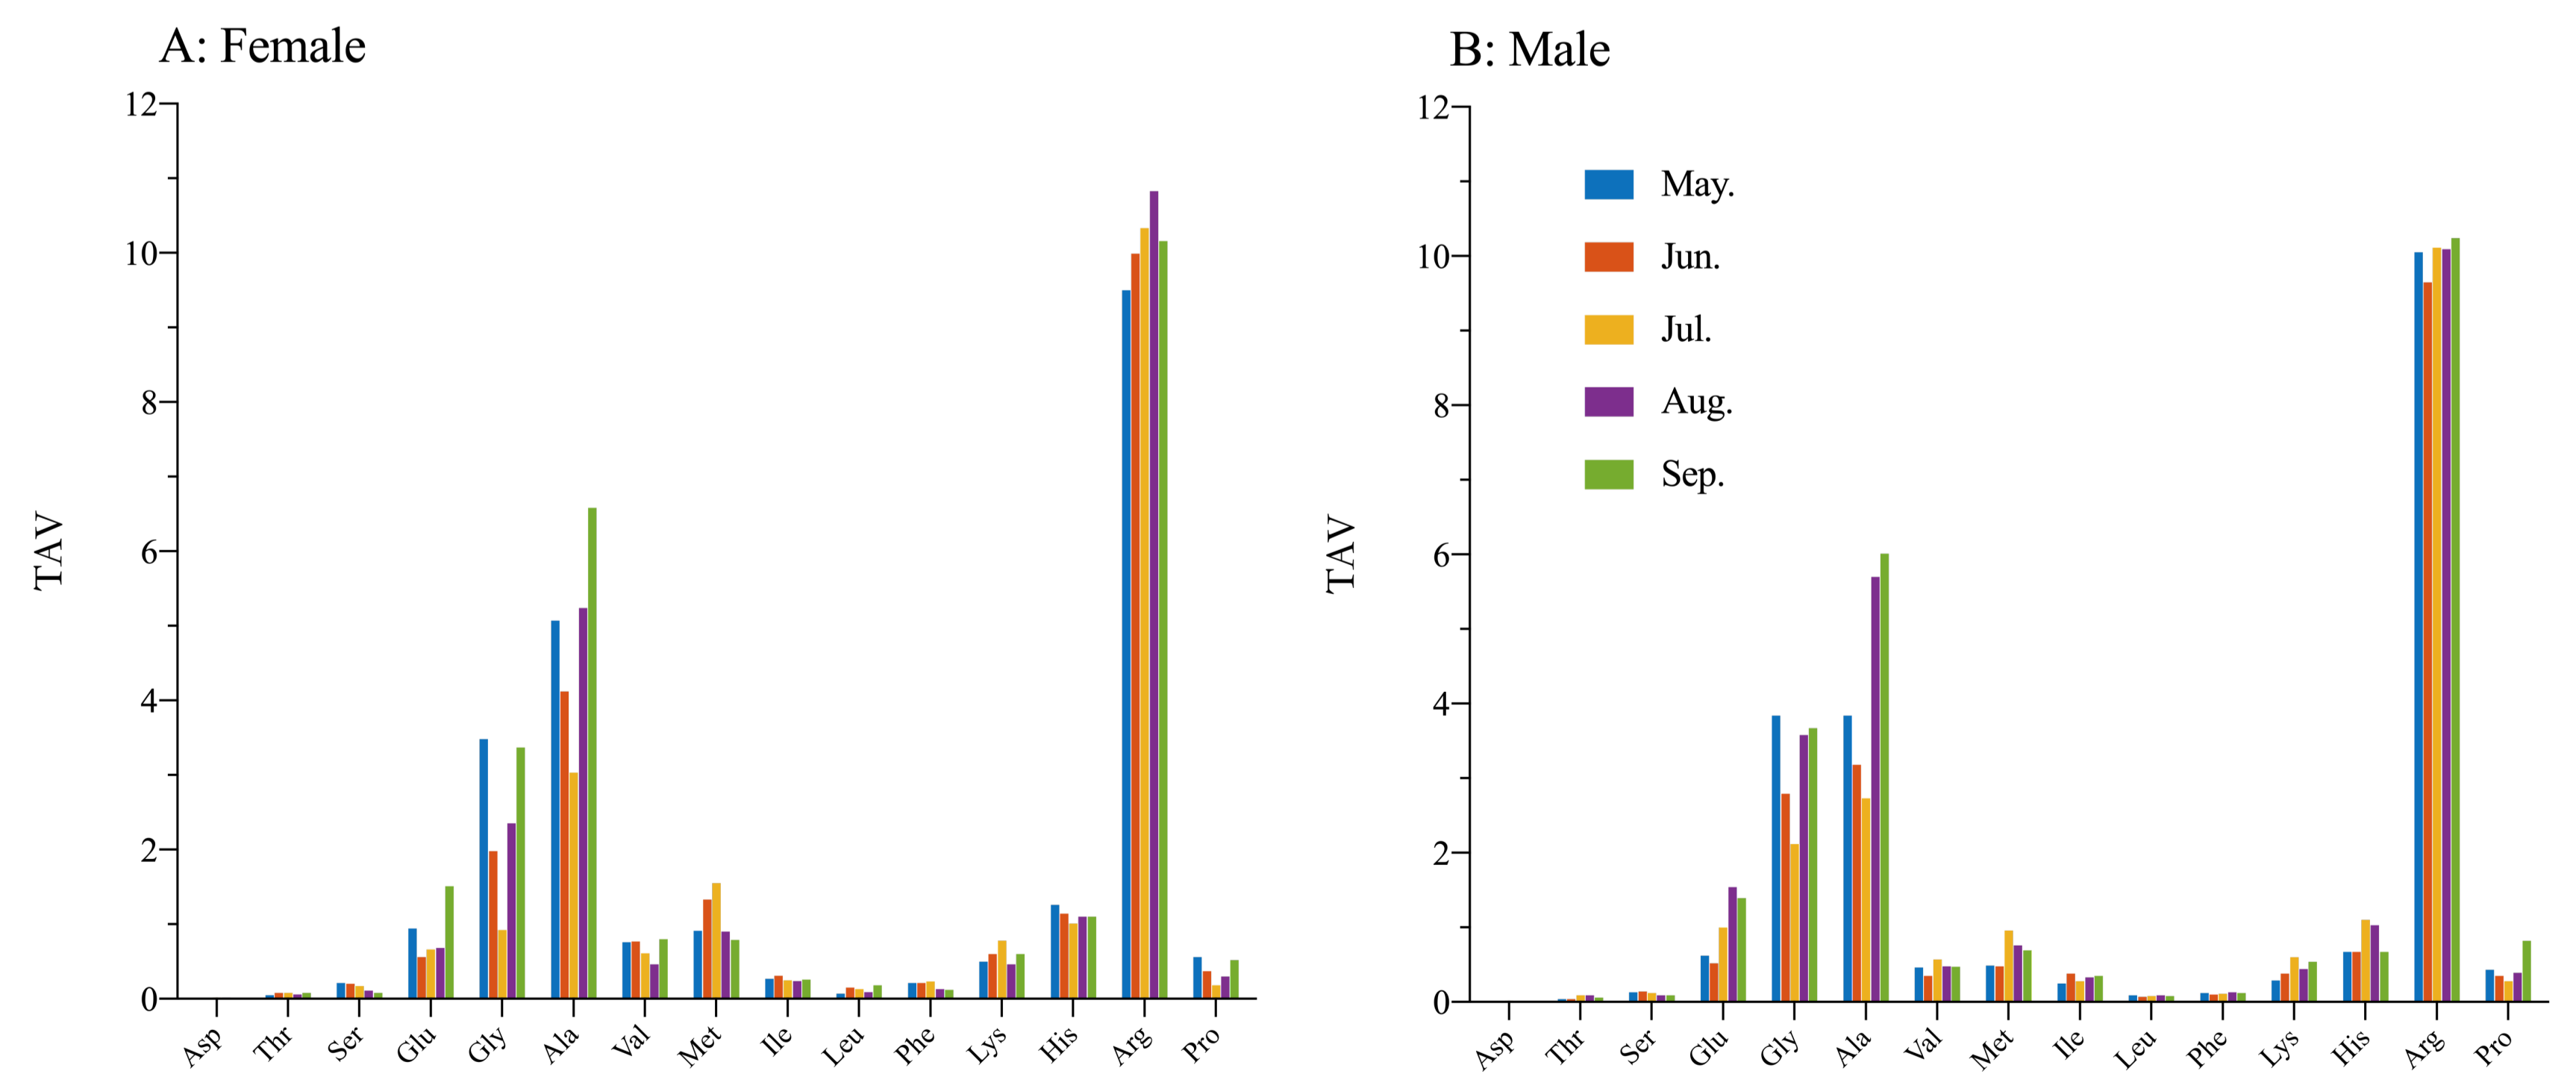 A: Female
12
10
8
6
4
2
0
TAV
Asp Thr Ser Glu Gly Ala Val Met Ile Leu Phe Lys His Arg Pro
B: Male
12
10
8
6
4
2
0
TAV
May.
Jun.
Jul.
Aug.
Sep.
Asp Thr Ser Glu Gly Ala Val Met Ile Leu Phe Lys His Arg Pro